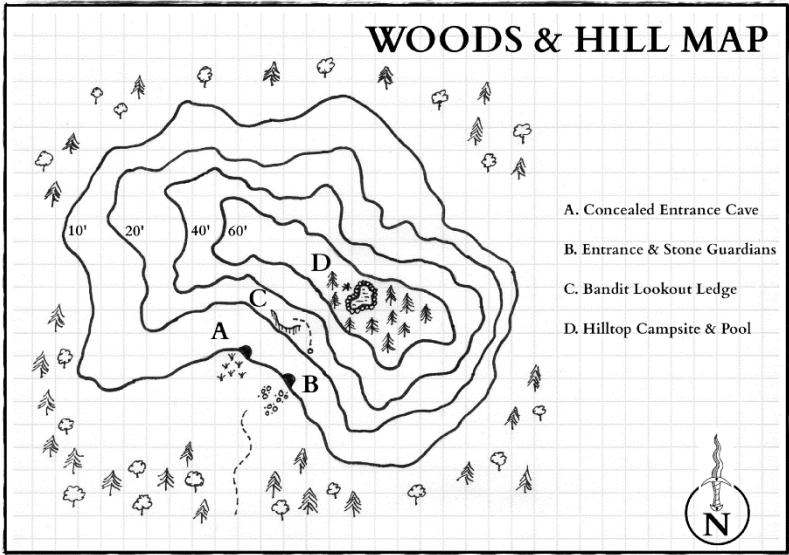 WOODS & HILL MAP
10'
20'
40'
60'
D
C
A
B
A. Concealed Entrance Cave
B. Entrance & Stone Guardians
C. Bandit Lookout Ledge
D. Hilltop Campsite & Pool
N